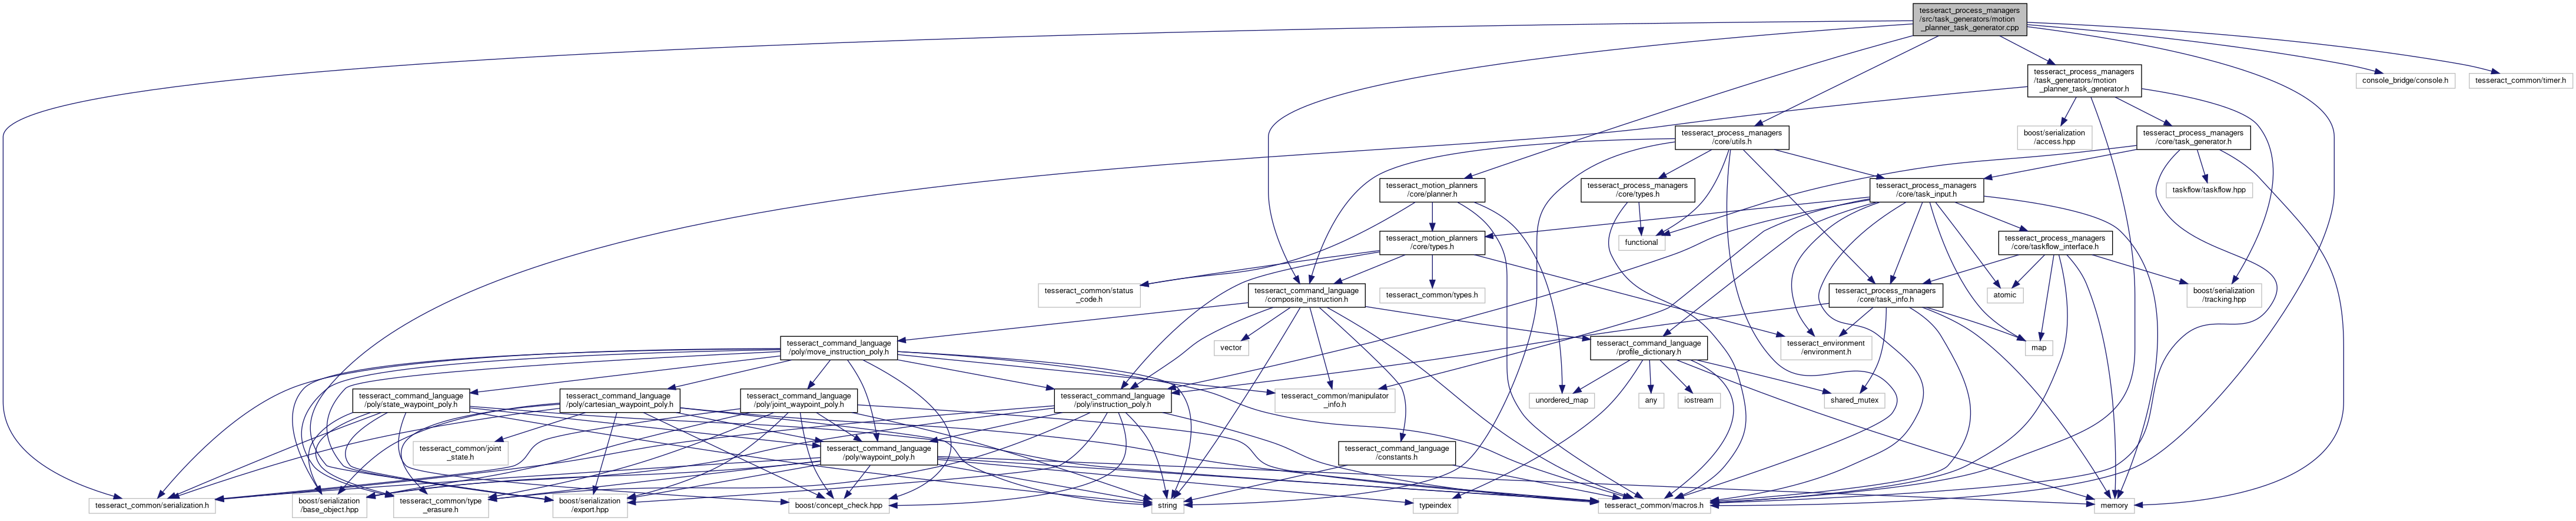 tesseract_process_managers
/src/task_generators/motion
_planner_task_generator.cpp
tesseract_process_managers
/task_generators/motion
_planner_task_generator.h
console_bridge/console.h
tesseract_common/timer.h
tesseract_process_managers
/core/utils.h
boost/serialization
/access.hpp
tesseract_process_managers
/core/task_generator.h
tesseract_motion_planners
/core/planner.h
tesseract_process_managers
/core/types.h
tesseract_process_managers
/core/task_input.h
taskflow/taskflow.hpp
tesseract_motion_planners
/core/types.h
functional
tesseract_process_managers
/core/taskflow_interface.h
tesseract_common/status
_code.h
tesseract_command_language
/composite_instruction.h
tesseract_common/types.h
tesseract_process_managers
/core/task_info.h
atomic
boost/serialization
/tracking.hpp
tesseract_command_language
/poly/move_instruction_poly.h
vector
tesseract_command_language
/profile_dictionary.h
tesseract_environment
/environment.h
map
tesseract_command_language
/poly/state_waypoint_poly.h
tesseract_command_language
/poly/cartesian_waypoint_poly.h
tesseract_command_language
/poly/joint_waypoint_poly.h
tesseract_command_language
/poly/instruction_poly.h
tesseract_common/manipulator
_info.h
unordered_map
any
iostream
shared_mutex
tesseract_common/joint
_state.h
tesseract_command_language
/poly/waypoint_poly.h
tesseract_command_language
/constants.h
tesseract_common/serialization.h
boost/serialization
/base_object.hpp
tesseract_common/type
_erasure.h
boost/serialization
/export.hpp
boost/concept_check.hpp
string
typeindex
tesseract_common/macros.h
memory